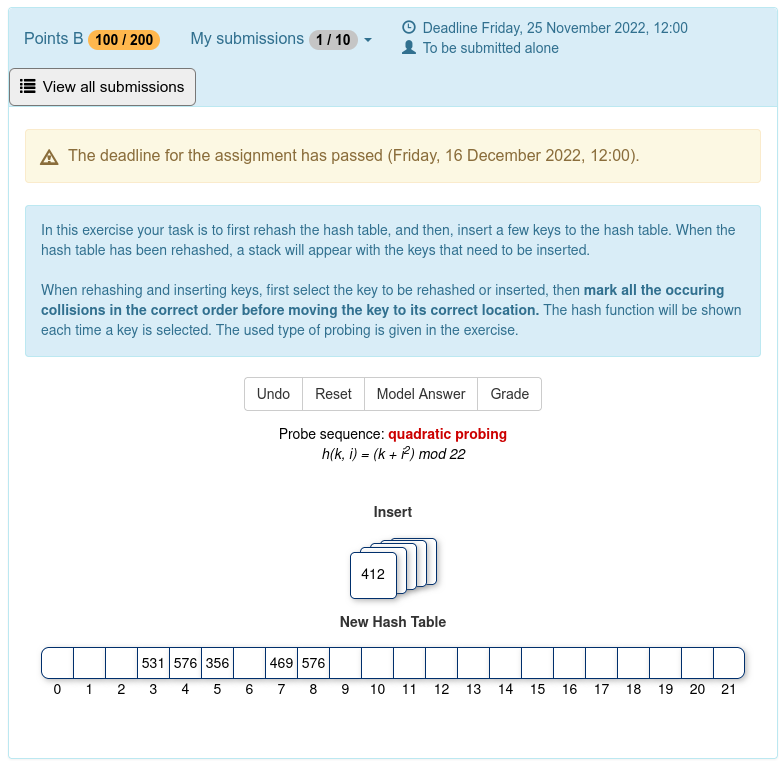 Points B 100 / 200 My submissions 1 / 10
Deadline Friday, 25 November 2022, 12:00
To be submitted alone
View all submissions
The deadline for the assignment has passed (Friday, 16 December 2022, 12:00).
In this exercise your task is to first rehash the hash table, and then, insert a few keys to the hash table. When the
hash table has been rehashed, a stack will appear with the keys that need to be inserted.
When rehashing and inserting keys, first select the key to be rehashed or inserted, then mark all the occuring
collisions in the correct order before moving the key to its correct location. The hash function will be shown
each time a key is selected. The used type of probing is given in the exercise.
Undo Reset Model Answer Grade
Probe sequence: quadratic probing
h(k, i) = (k + i²) mod 22
Insert
412
New Hash Table
531 576 356 469 576
0 1 2 3 4 5 6 7 8 9 10 11 12 13 14 15 16 17 18 19 20 21